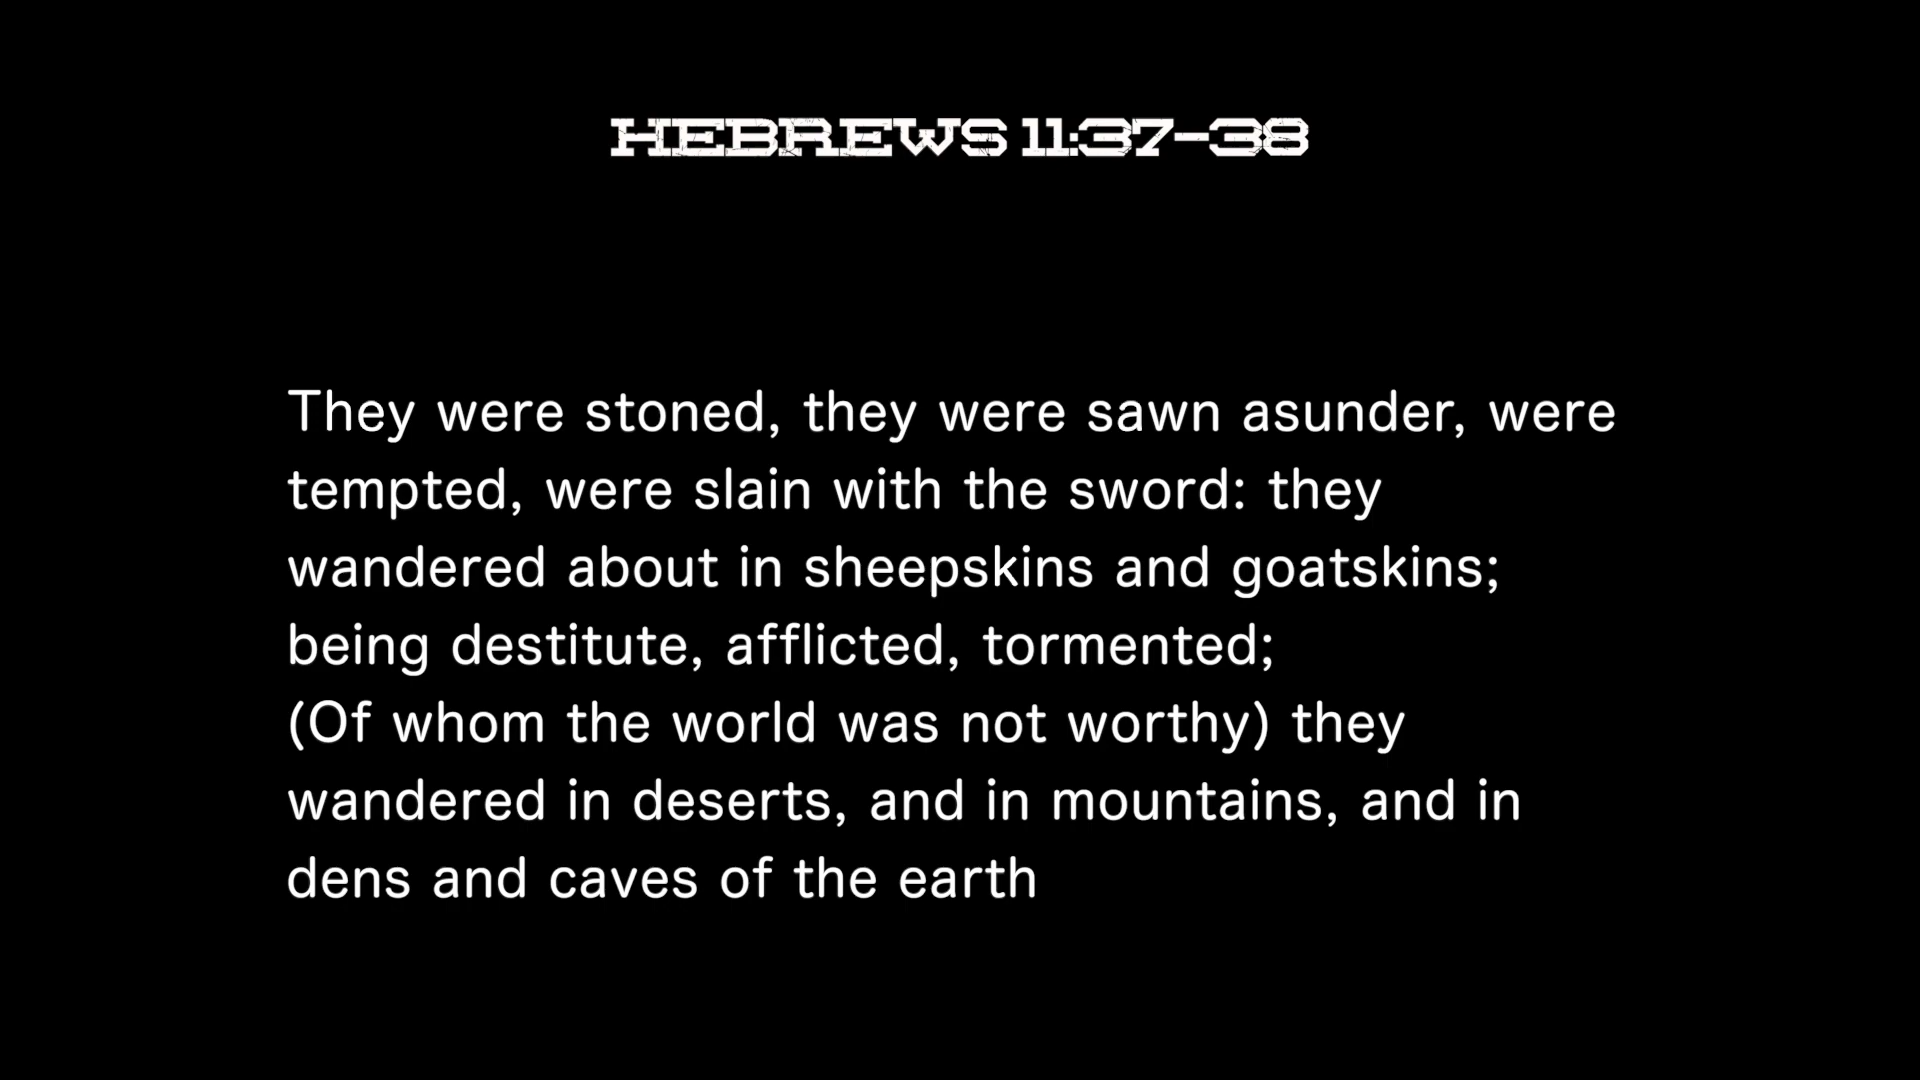 HEBREWS 11:37-38
They were stoned, they were sawn asunder, were
tempted, were slain with the sword: they
wandered about in sheepskins and goatskins;
being destitute, afflicted, tormented;
(Of whom the world was not worthy) they
wandered in deserts, and in mountains, and in
dens and caves of the earth